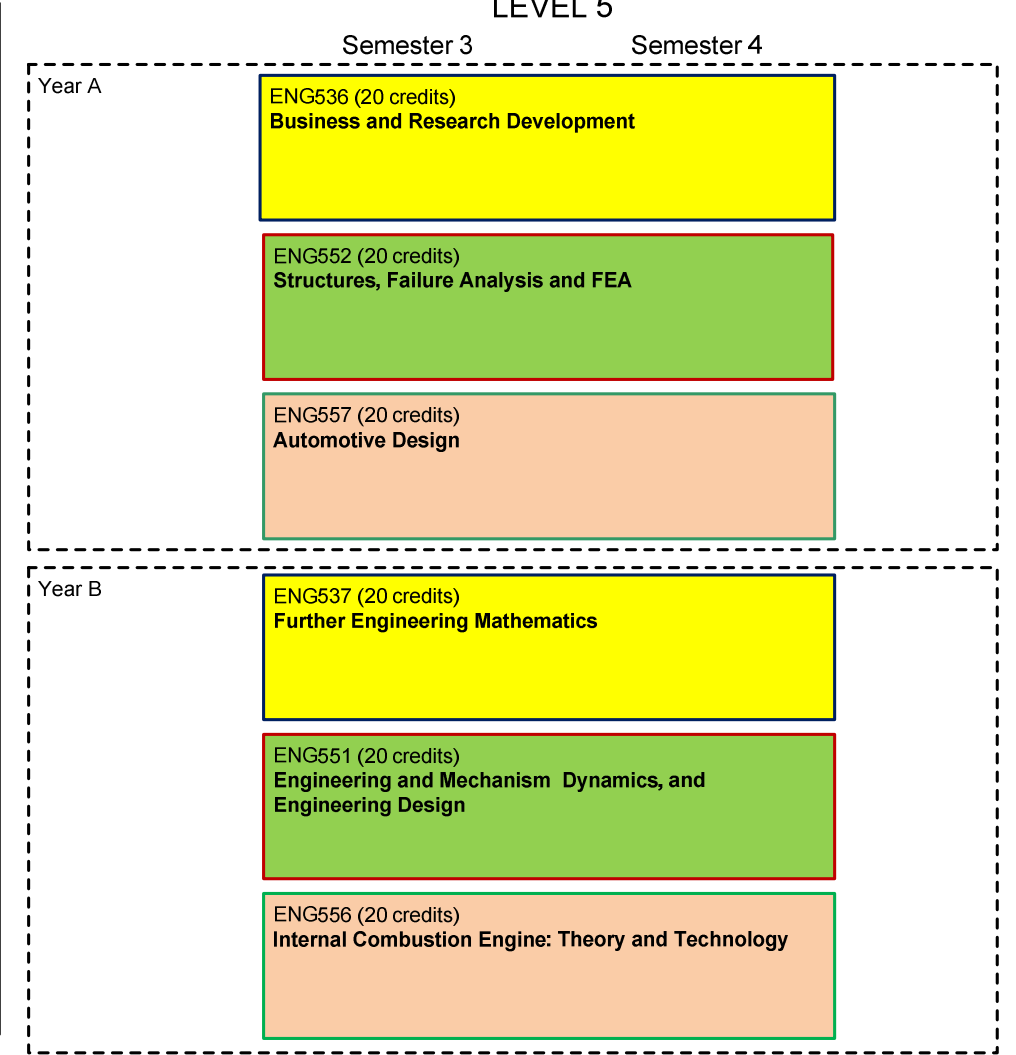 LEVEL 5
Semester 3 Semester 4
Year A
ENG536 (20 credits)
Business and Research Development
ENG552 (20 credits)
Structures, Failure Analysis and FEA
ENG557 (20 credits)
Automotive Design
Year B
ENG537 (20 credits)
Further Engineering Mathematics
ENG551 (20 credits)
Engineering and Mechanism  Dynamics, and
Engineering Design
ENG556 (20 credits)
Internal Combustion Engine: Theory and Technology